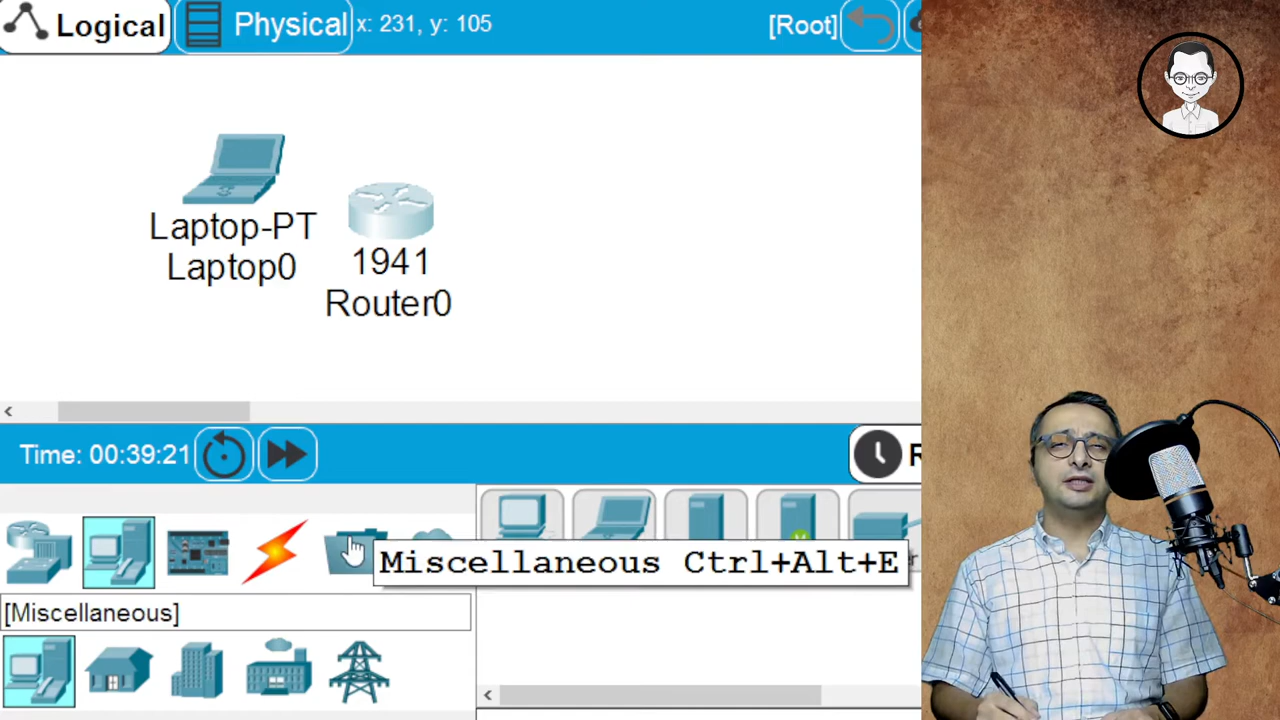 Logical
Physical
x: 231, y: 105
[Root]
Laptop-PT
Laptop0
1941
Router0
Time: 00:39:21
Miscellaneous Ctrl+Alt+E
[Miscellaneous]